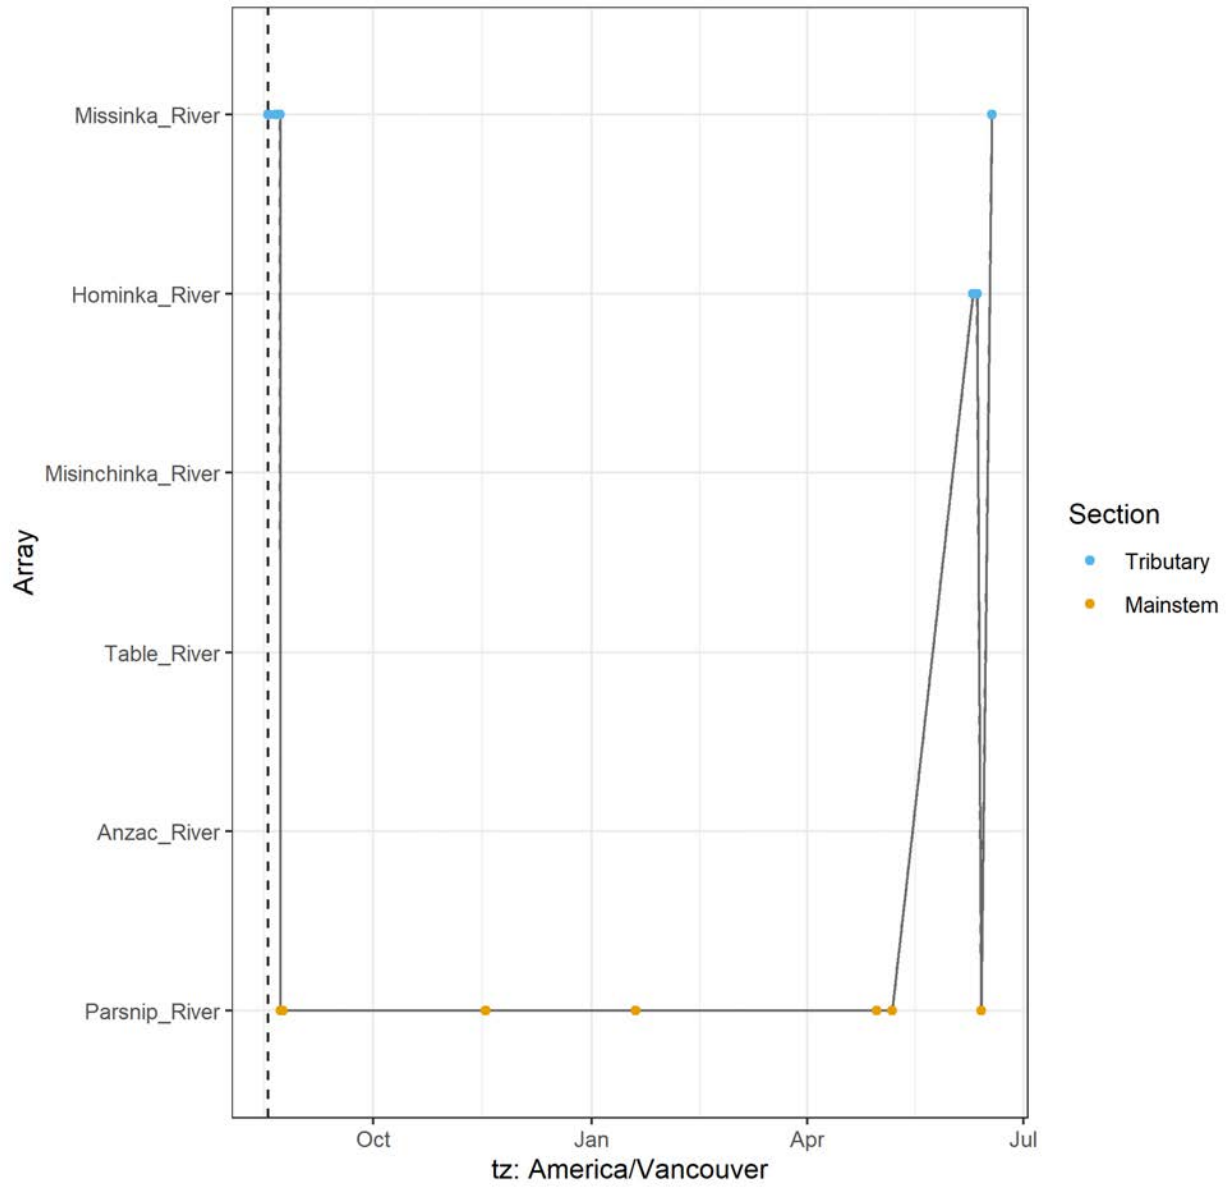 Missinka_River
Hominka_River
Misinchinka_River
Table_River
Anzac_River
Parsnip_River
Array
Oct
Jan
Apr
Jul
tz: America/Vancouver
Section
Tributary
Mainstem